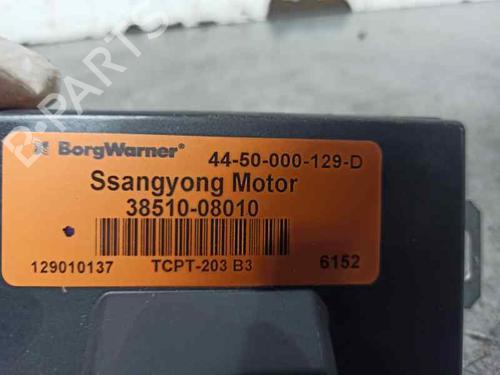 B-PARTS
BorgWarner® 44-50-000-129-D
Ssangyong Motor
38510-08010
129010137 TCPT-203 B3 6152